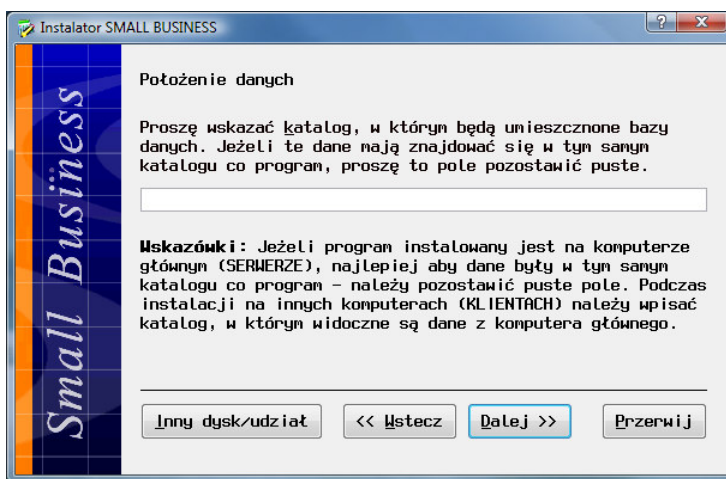 Instalator SMALL BUSINESS
Small Business
Położenie danych
Proszę wskazać katalog, w którym będą umieszcznone bazy
danych. Jeżeli te dane mają znajdować się w tym samym
katalogu co program, proszę to pole pozostawić puste.
Wskazówki: Jeżeli program instalowany jest na komputerze
głównym (SERWERZE), najlepiej aby dane były w tym samym
katalogu co program – należy pozostawić puste pole. Podczas
instalacji na innych komputerach (KLIENTACH) należy wpisać
katalog, w którym widoczne są dane z komputera głównego.
Inny dysk/udział << Wstecz Dalej >> Przerwij